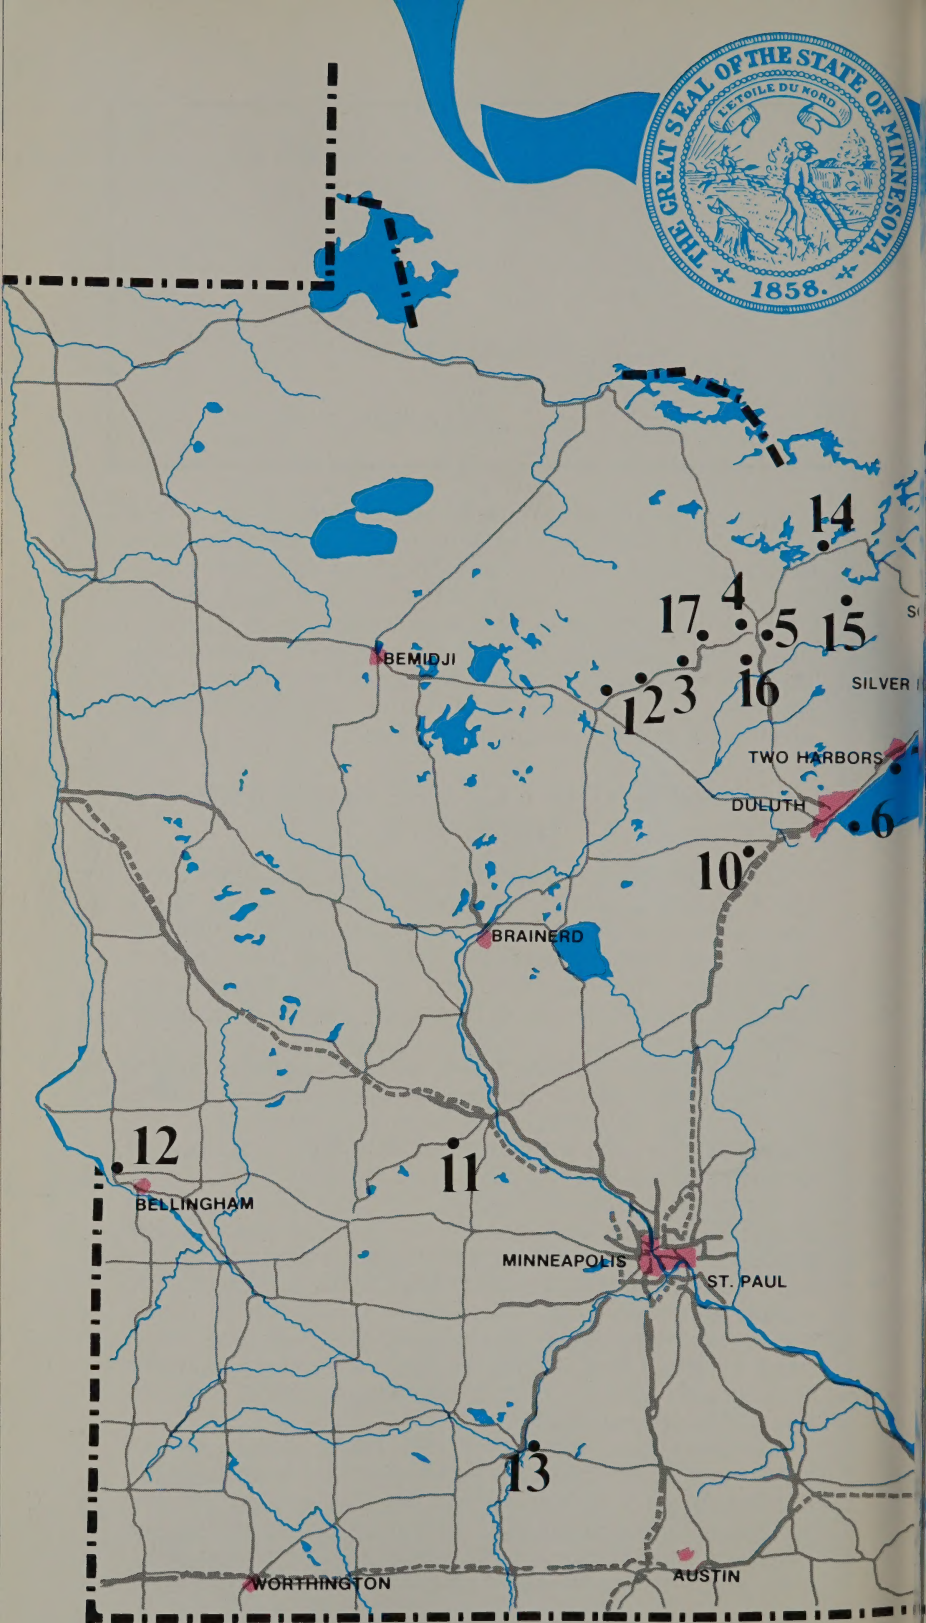 THE GREAT SEAL OF THE STATE OF MINNESOTA.
L'ETOILE DU NORD
1858.
14
4
17
5
15
BEMIDJI
3
16
2
1
SILVER
TWO HARBORS
DULUTH
6
10
BRAINERD
12
11
BELLINGHAM
MINNEAPOLIS
ST. PAUL
13
AUSTIN
WORTHINGTON